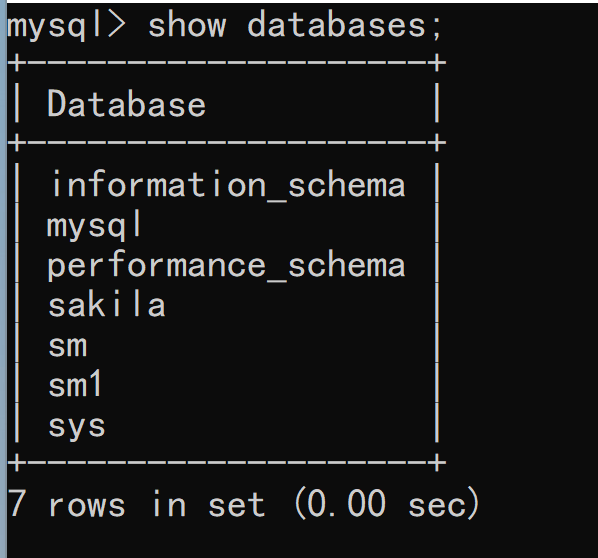 mysql> show databases;
+--------------------+
| Database           |
+--------------------+
| information_schema |
| mysql              |
| performance_schema |
| sakila             |
| sm                 |
| sm1                |
| sys                |
+--------------------+
7 rows in set (0.00 sec)